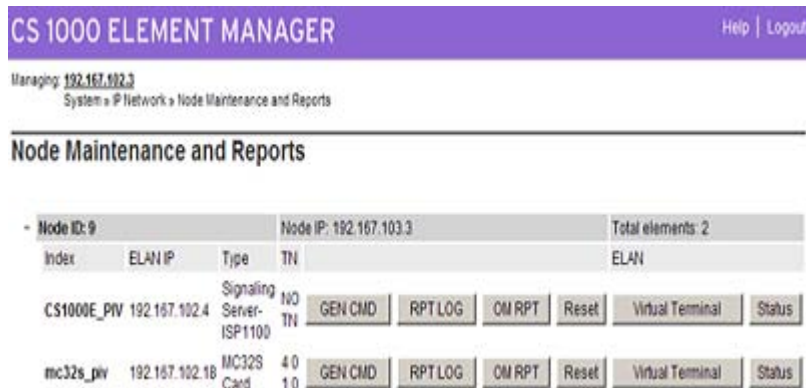 CS 1000 ELEMENT MANAGER
Help | Logout
Managing: 192.167.102.3
System » IP Network » Node Maintenance and Reports
Node Maintenance and Reports
- Node ID: 9 Node IP: 192.167.103.3 Total elements: 2
Index ELAN IP Type TN ELAN
CS1000E_PIV 192.167.102.4 Signaling Server-ISP1100 NO TN GEN CMD RPT LOG OM RPT Reset Virtual Terminal Status
mc32s_piv 192.167.102.18 MC32S Card 4 0 1 0 GEN CMD RPT LOG OM RPT Reset Virtual Terminal Status